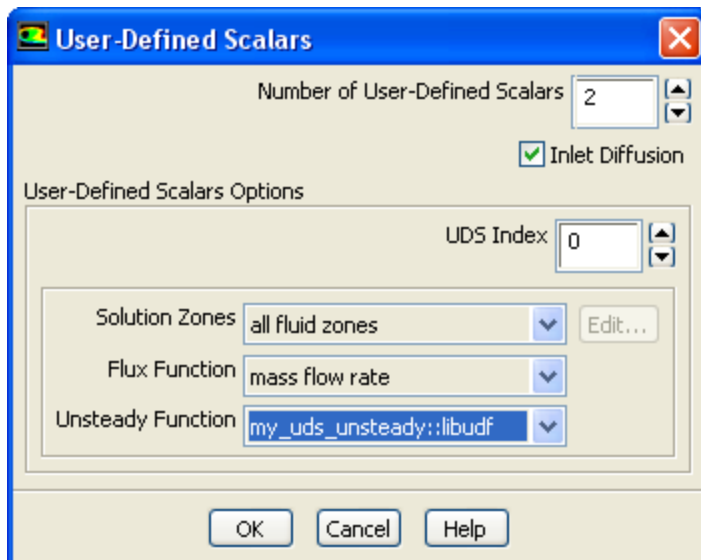 User-Defined Scalars
Number of User-Defined Scalars 2
Inlet Diffusion
User-Defined Scalars Options
UDS Index 0
Solution Zones all fluid zones Edit...
Flux Function mass flow rate
Unsteady Function my_uds_unsteady::libudf
OK Cancel Help